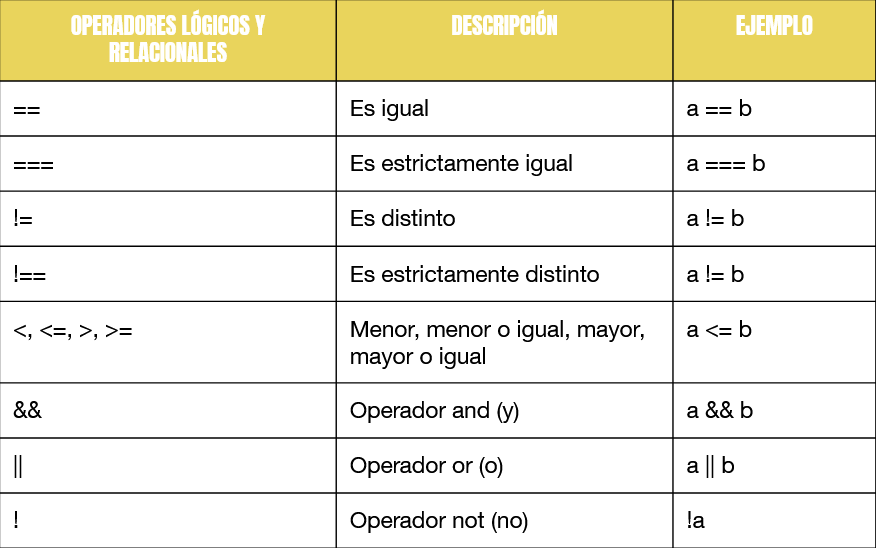 OPERADORES LÓGICOS Y
RELACIONALES
DESCRIPCIÓN
EJEMPLO
==
Es igual
a == b
===
Es estrictamente igual
a === b
!=
Es distinto
a != b
!==
Es estrictamente distinto
a != b
<, <=, >, >=
Menor, menor o igual, mayor,
mayor o igual
a <= b
&&
Operador and (y)
a && b
||
Operador or (o)
a || b
!
Operador not (no)
!a